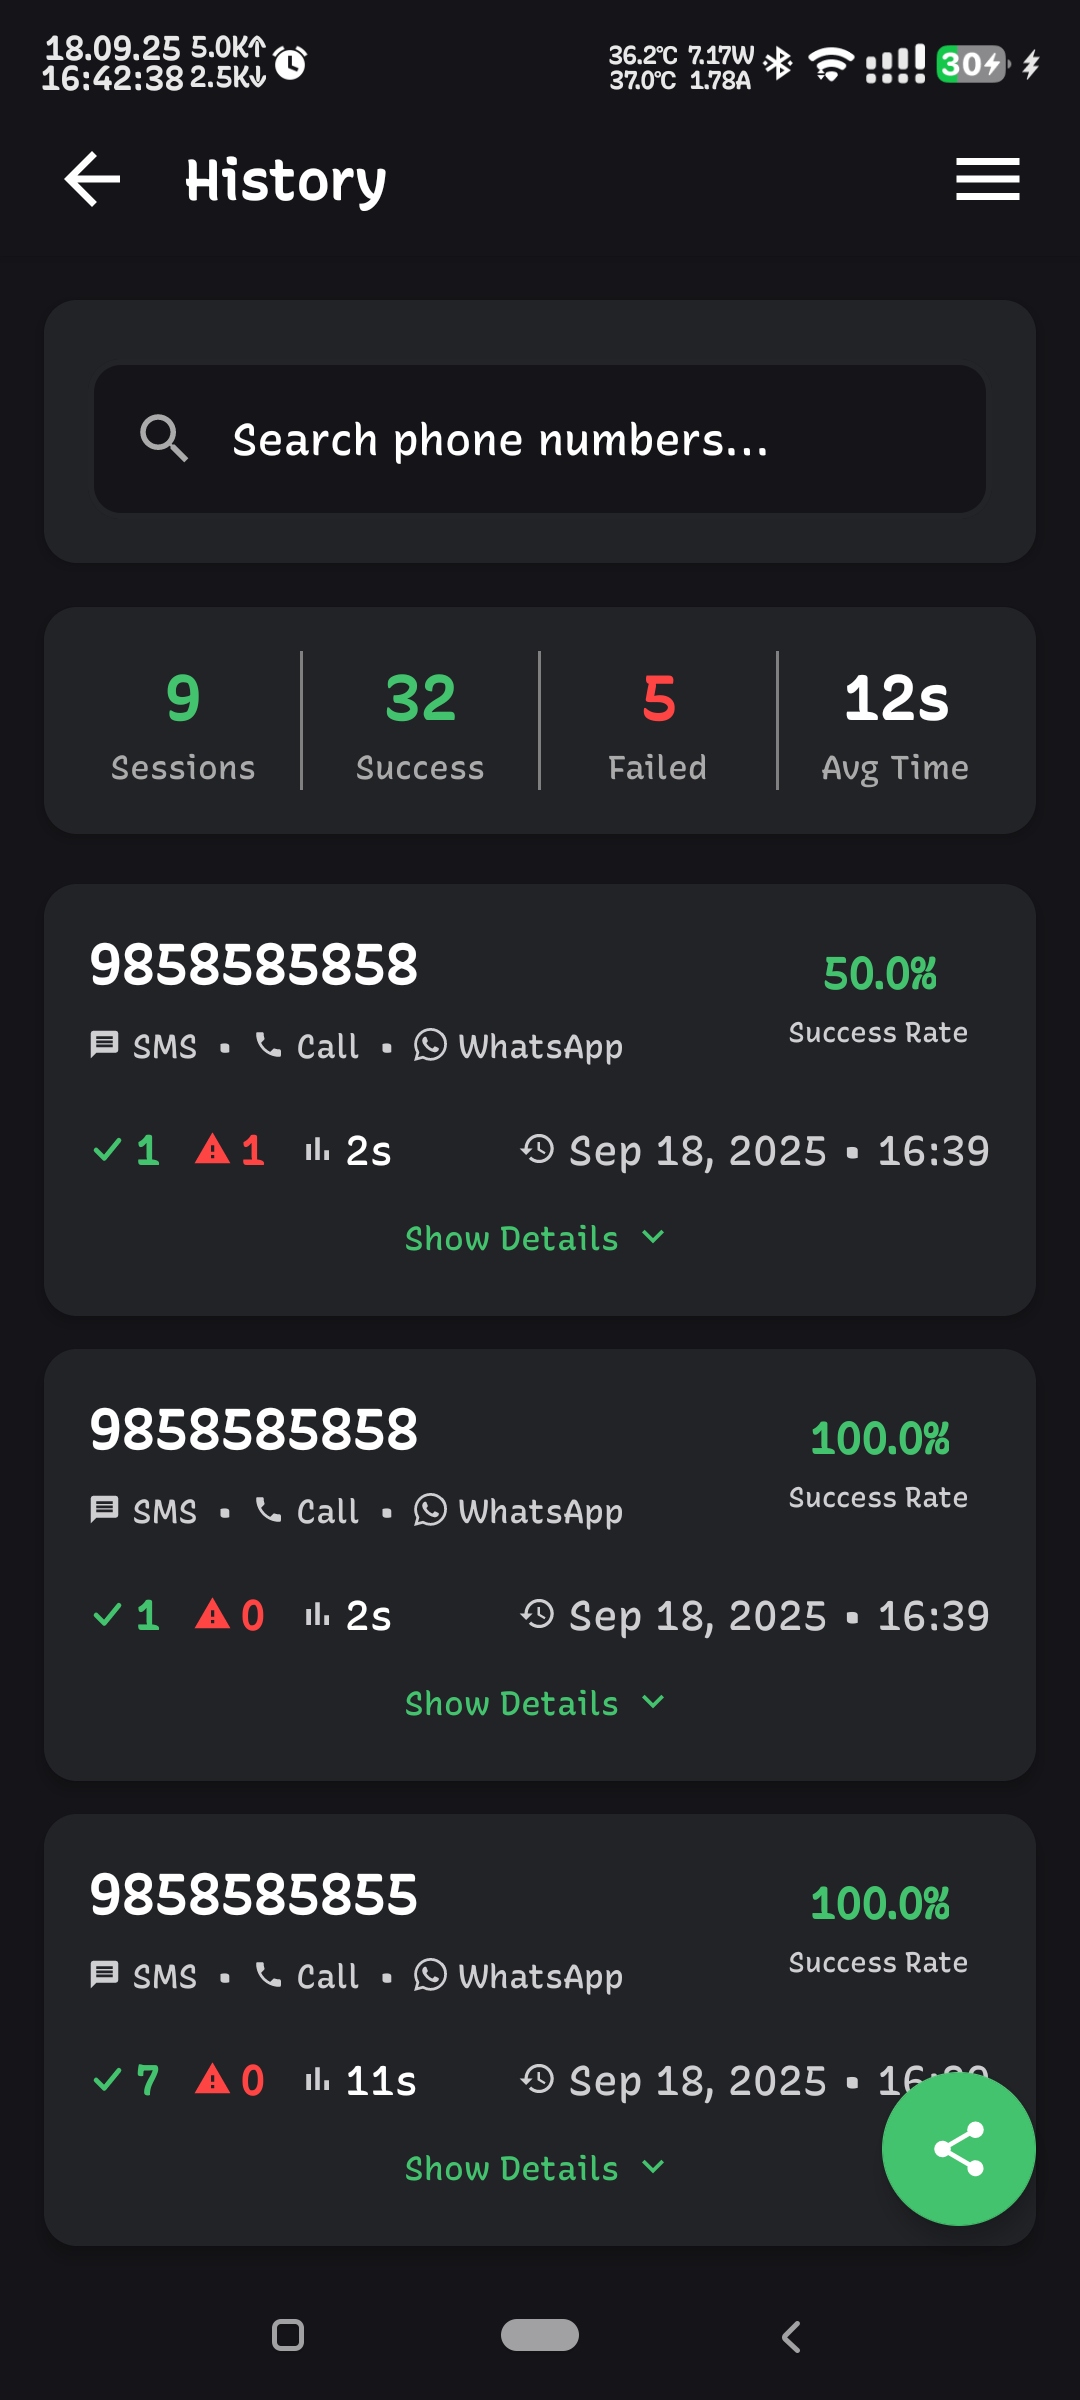 18.09.25 5.0K↑
16:42:38 2.5K↓
36.2°C 7.17W
37.0°C 1.78A
30
History
Search phone numbers...
9 32 5 12s
Sessions Success Failed Avg Time
9858585858
50.0%
Success Rate
SMS • Call • WhatsApp
1 1 2s Sep 18, 2025 • 16:39
Show Details
9858585858
100.0%
Success Rate
SMS • Call • WhatsApp
1 0 2s Sep 18, 2025 • 16:39
Show Details
9858585855
100.0%
Success Rate
SMS • Call • WhatsApp
7 0 11s Sep 18, 2025 •
Show Details